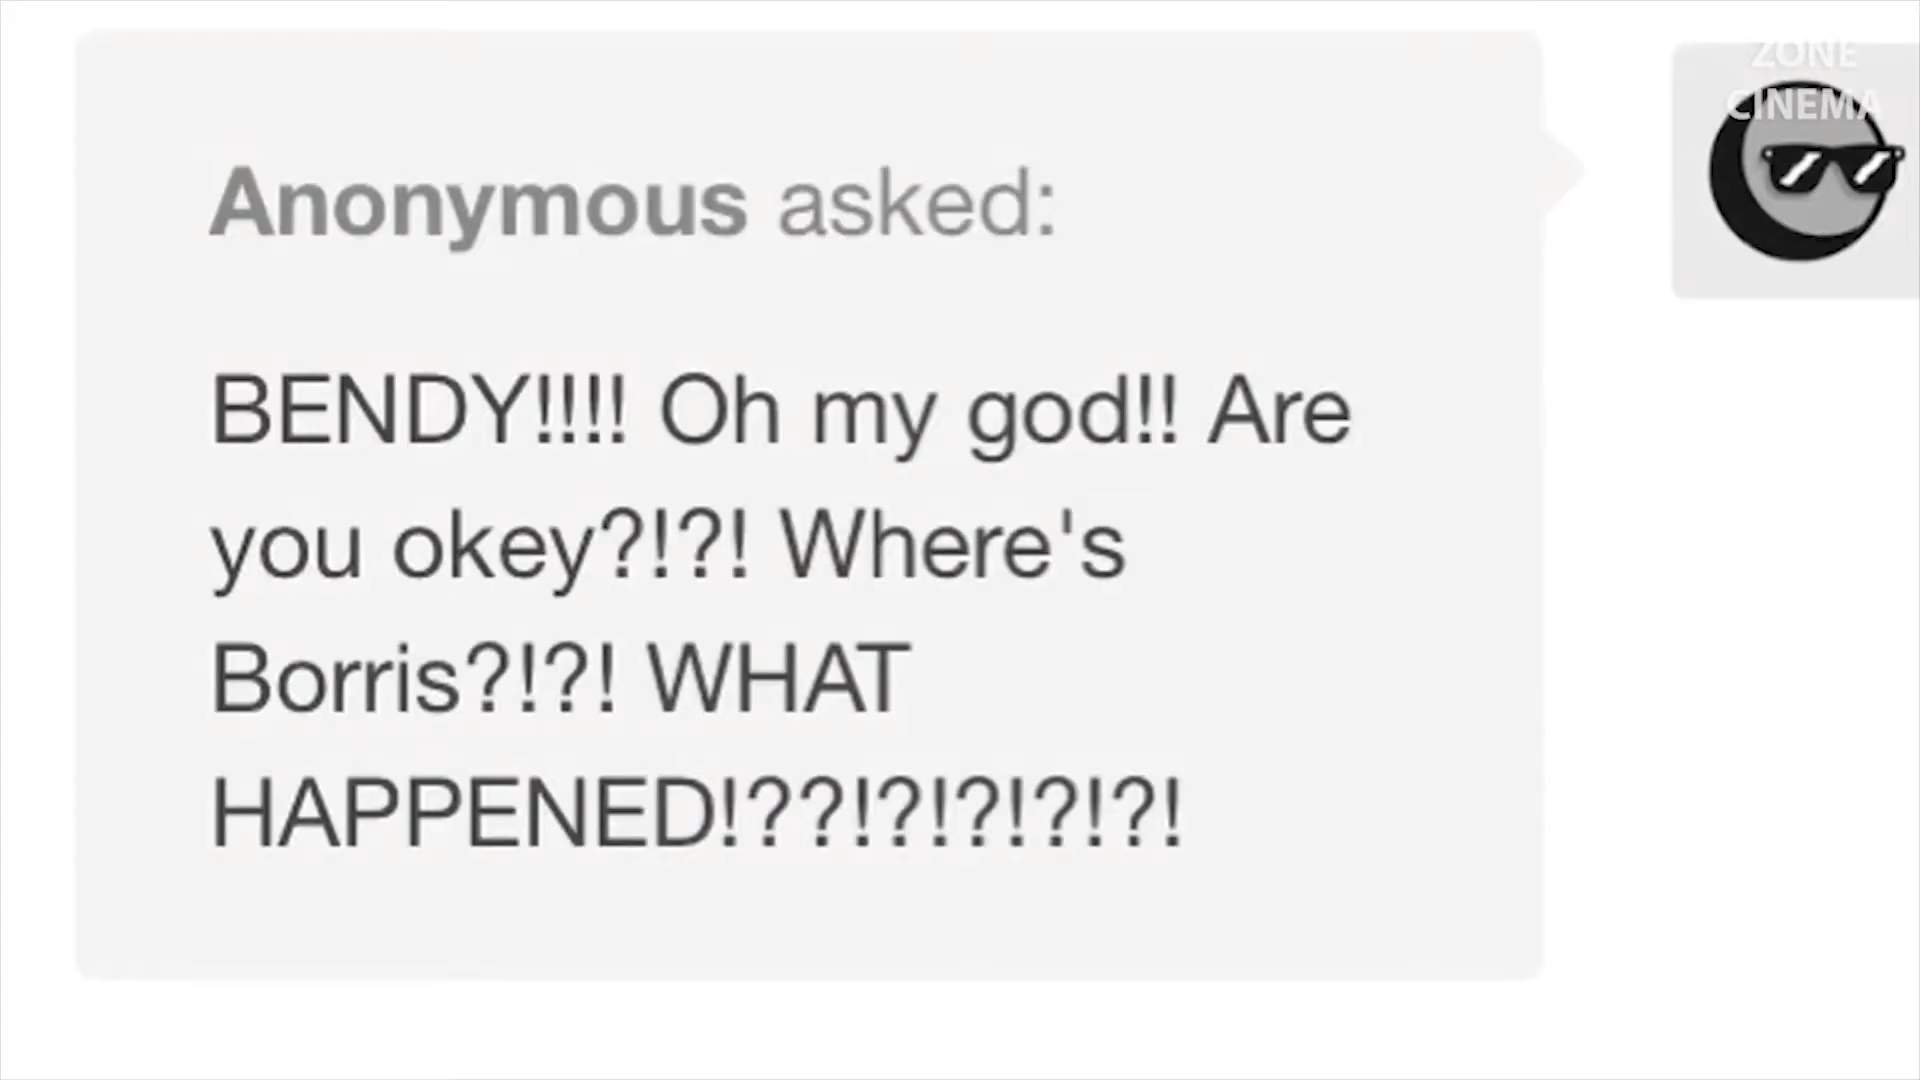 ZONE
CINEMA
Anonymous asked:
BENDY!!!! Oh my god!! Are
you okey?!?! Where's
Borris?!?! WHAT
HAPPENED!??!?!?!?!?!